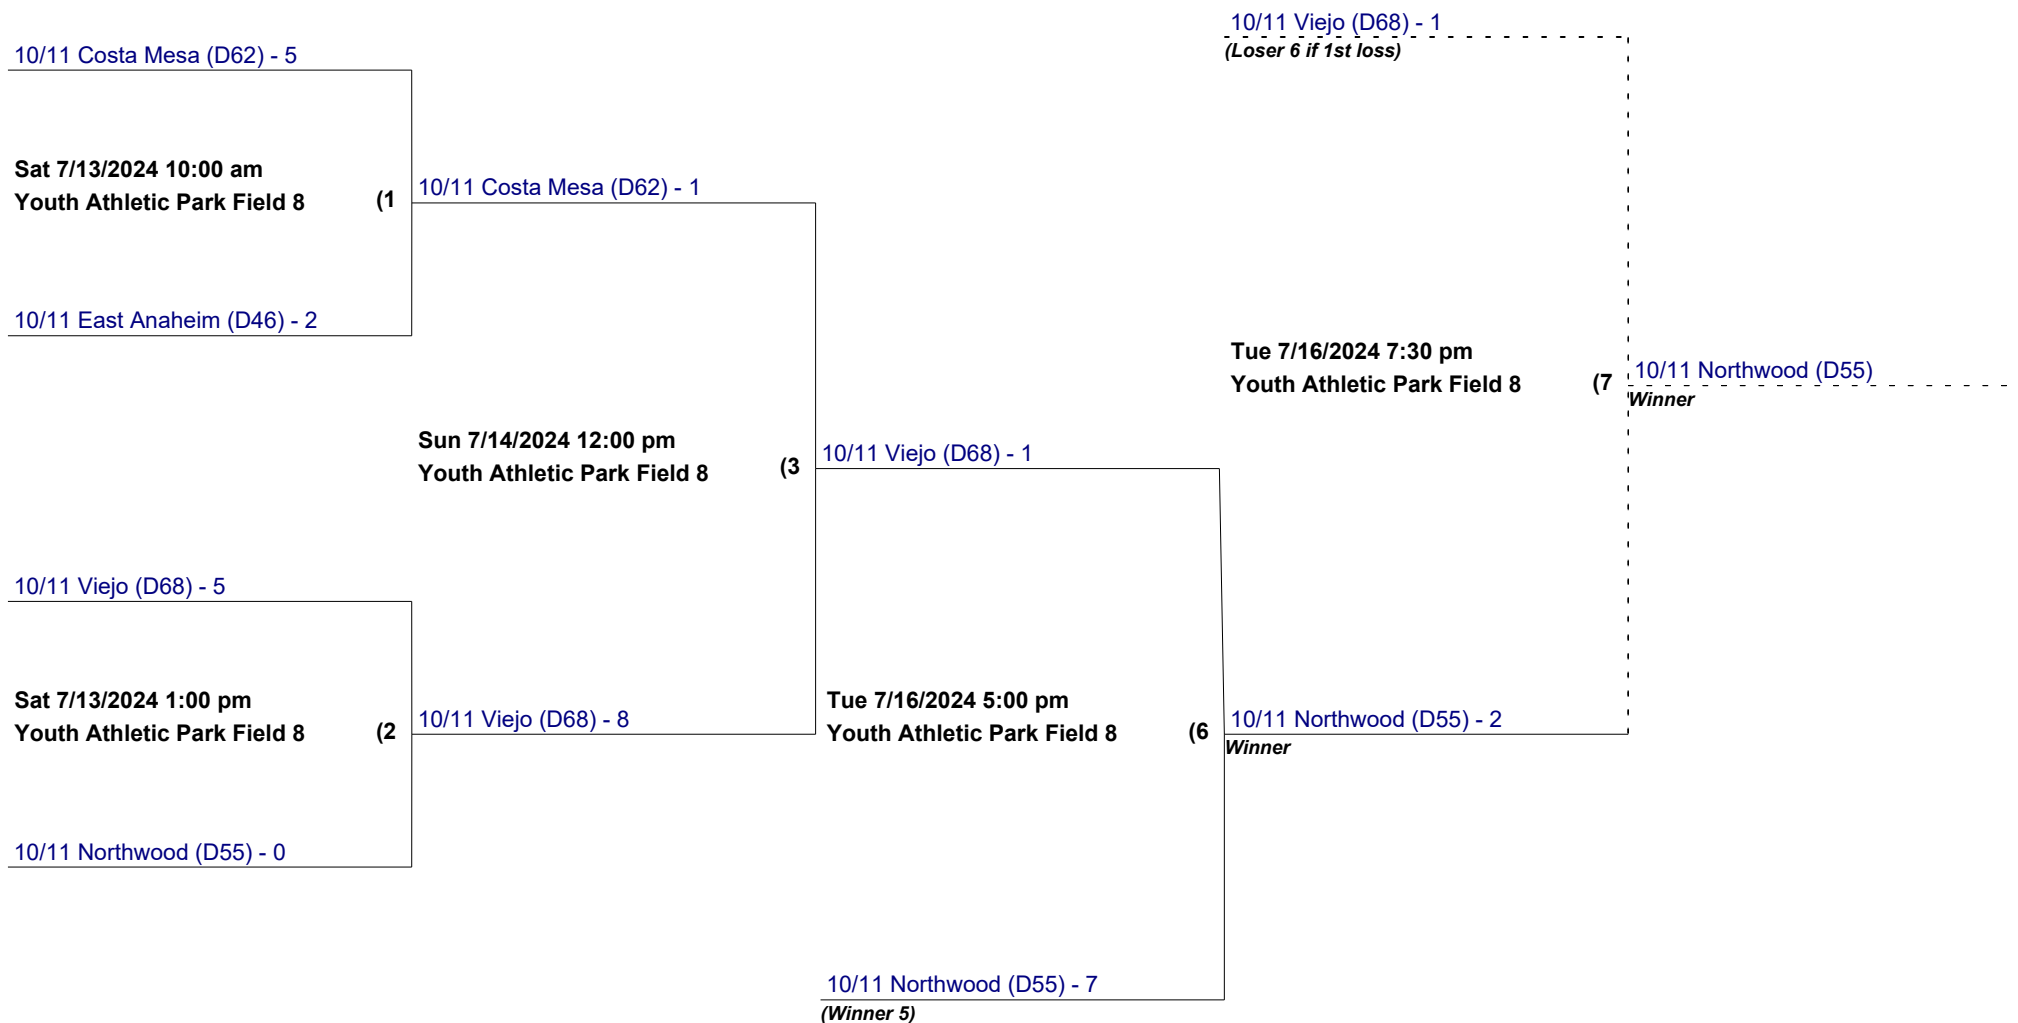 10/11 Viejo (D68) - 1
(Loser 6 if 1st loss)
10/11 Costa Mesa (D62) - 5
Sat 7/13/2024 10:00 am
Youth Athletic Park Field 8
(1
10/11 Costa Mesa (D62) - 1
10/11 East Anaheim (D46) - 2
Tue 7/16/2024 7:30 pm
Youth Athletic Park Field 8
(7
10/11 Northwood (D55)
Winner
Sun 7/14/2024 12:00 pm
Youth Athletic Park Field 8
(3
10/11 Viejo (D68) - 1
10/11 Viejo (D68) - 5
Sat 7/13/2024 1:00 pm
Youth Athletic Park Field 8
(2
10/11 Viejo (D68) - 8
Tue 7/16/2024 5:00 pm
Youth Athletic Park Field 8
(6
10/11 Northwood (D55) - 2
Winner
10/11 Northwood (D55) - 0
10/11 Northwood (D55) - 7
(Winner 5)